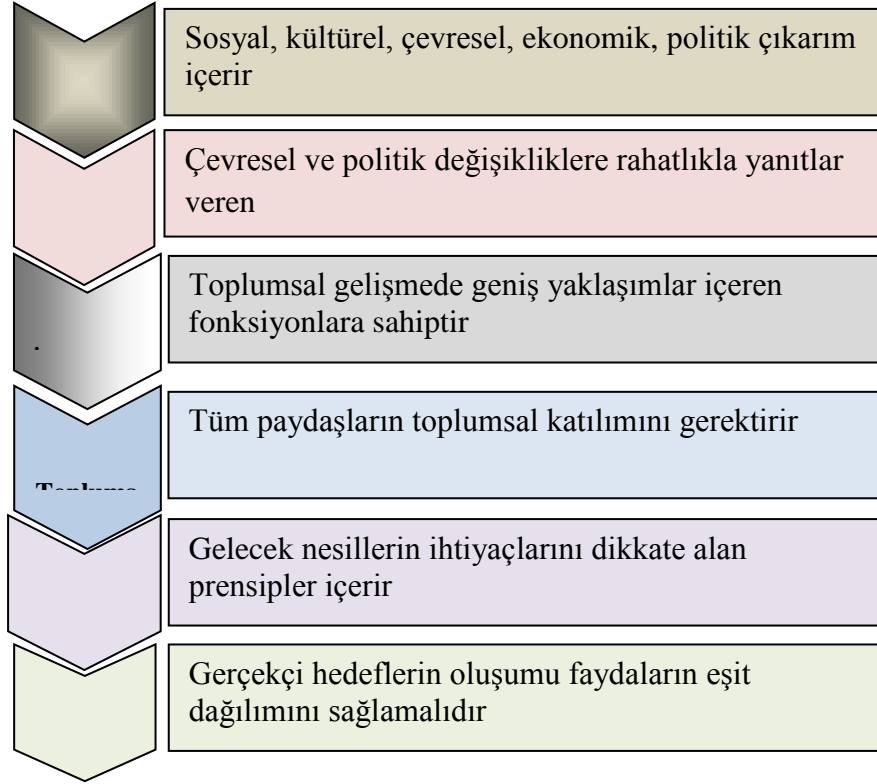 Sosyal, kültürel, çevresel, ekonomik, politik çıkarım
içerir
Çevresel ve politik değişikliklere rahatlıkla yanıtlar
veren
Toplumsal gelişmede geniş yaklaşımlar içeren
fonksiyonlara sahiptir
Tüm paydaşların toplumsal katılımını gerektirir
Gelecek nesillerin ihtiyaçlarını dikkate alan
prensipler içerir
Gerçekçi hedeflerin oluşumu faydaların eşit
dağılımını sağlamalıdır